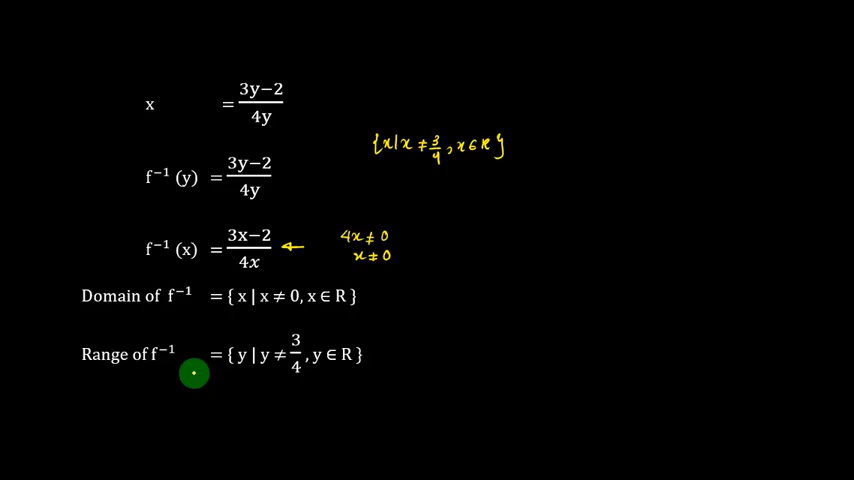 x = (3y−2)/(4y)
{x|x ≠ 3/4, x ∈ R}
f⁻¹ (y) = (3y−2)/(4y)
f⁻¹ (x) = (3x−2)/(4x) ←
4x ≠ 0
x ≠ 0
Domain of f⁻¹ = { x | x ≠ 0, x ∈ R }
Range of f⁻¹ = { y | y ≠ 3/4 , y ∈ R }